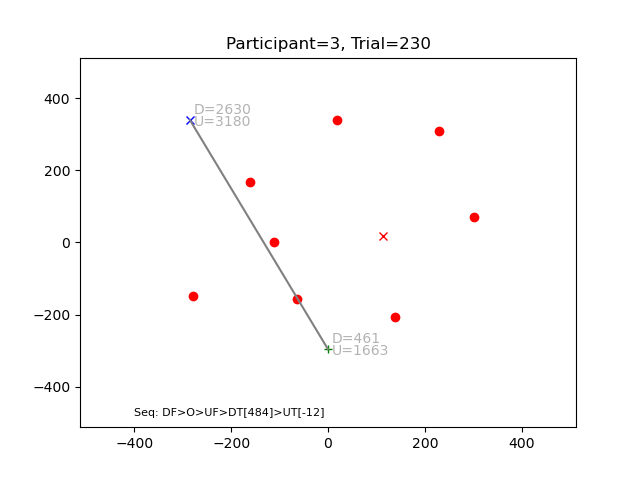 Participant=3, Trial=230
D=2630
U=3180
D=461
U=1663
Seq: DF>O>UF>DT[484]>UT[-12]
400
200
0
−200
−400
−400 −200 0 200 400